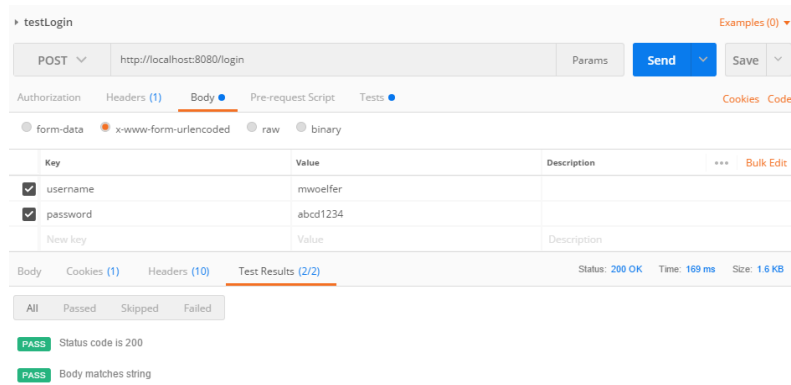 testLogin Examples (0)
POST http://localhost:8080/login Params Send Save
Authorization Headers (1) Body Pre-request Script Tests Cookies Code
form-data x-www-form-urlencoded raw binary
Key Value Description ••• Bulk Edit
username mwoelfer
password abcd1234
New key Value Description
Body Cookies (1) Headers (10) Test Results (2/2) Status: 200 OK Time: 169 ms Size: 1.6 KB
All Passed Skipped Failed
PASS Status code is 200
PASS Body matches string